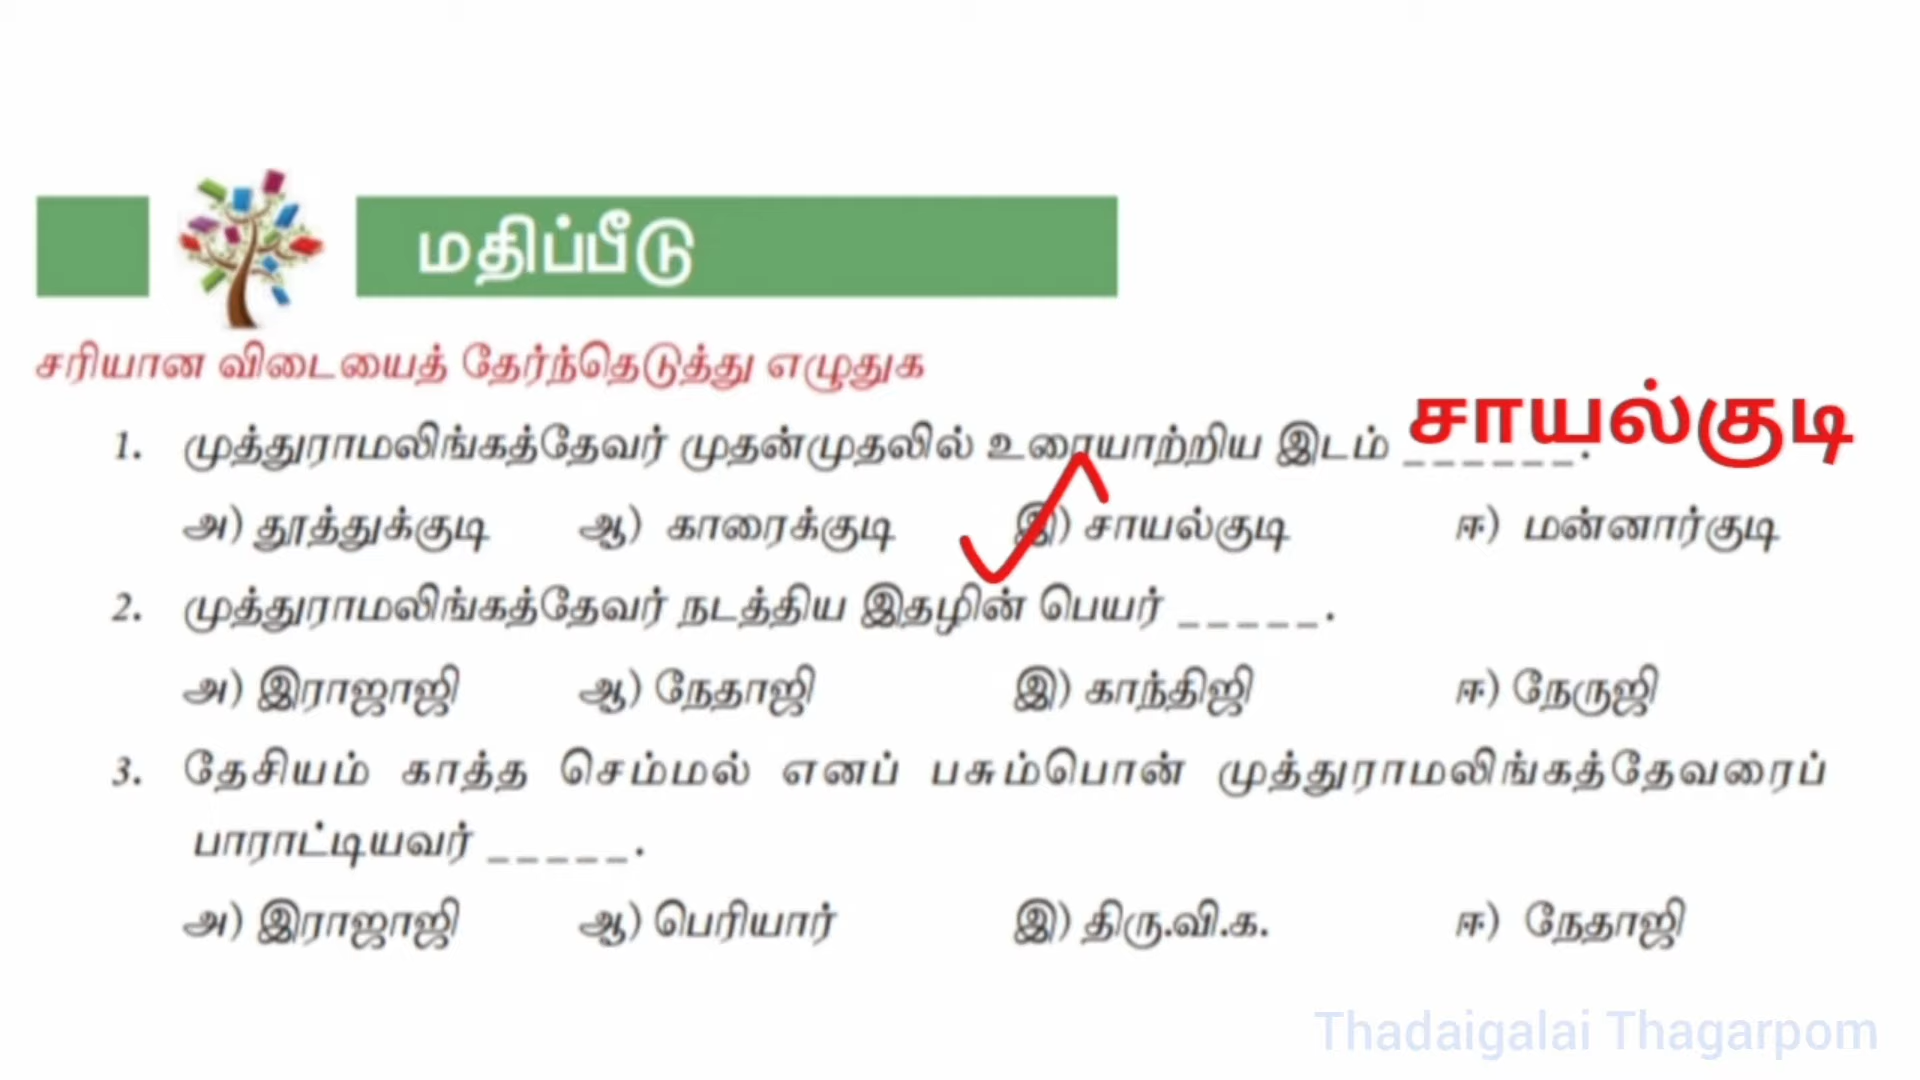 மதிப்பீடு
சரியான விடையைத் தேர்ந்தெடுத்து எழுதுக
1. முத்துராமலிங்கத்தேவர் முதன்முதலில் உரையாற்றிய இடம் ______. சாயல்குடி
அ) தூத்துக்குடி ஆ) காரைக்குடி இ) சாயல்குடி ஈ) மன்னார்குடி
2. முத்துராமலிங்கத்தேவர் நடத்திய இதழின் பெயர் _____.
அ) இராஜாஜி ஆ) நேதாஜி இ) காந்திஜி ஈ) நேருஜி
3. தேசியம் காத்த செம்மல் எனப் பசும்பொன் முத்துராமலிங்கத்தேவரைப்
பாராட்டியவர் _____.
அ) இராஜாஜி ஆ) பெரியார் இ) திரு.வி.க. ஈ) நேதாஜி
Thadaigalai Thagarpom